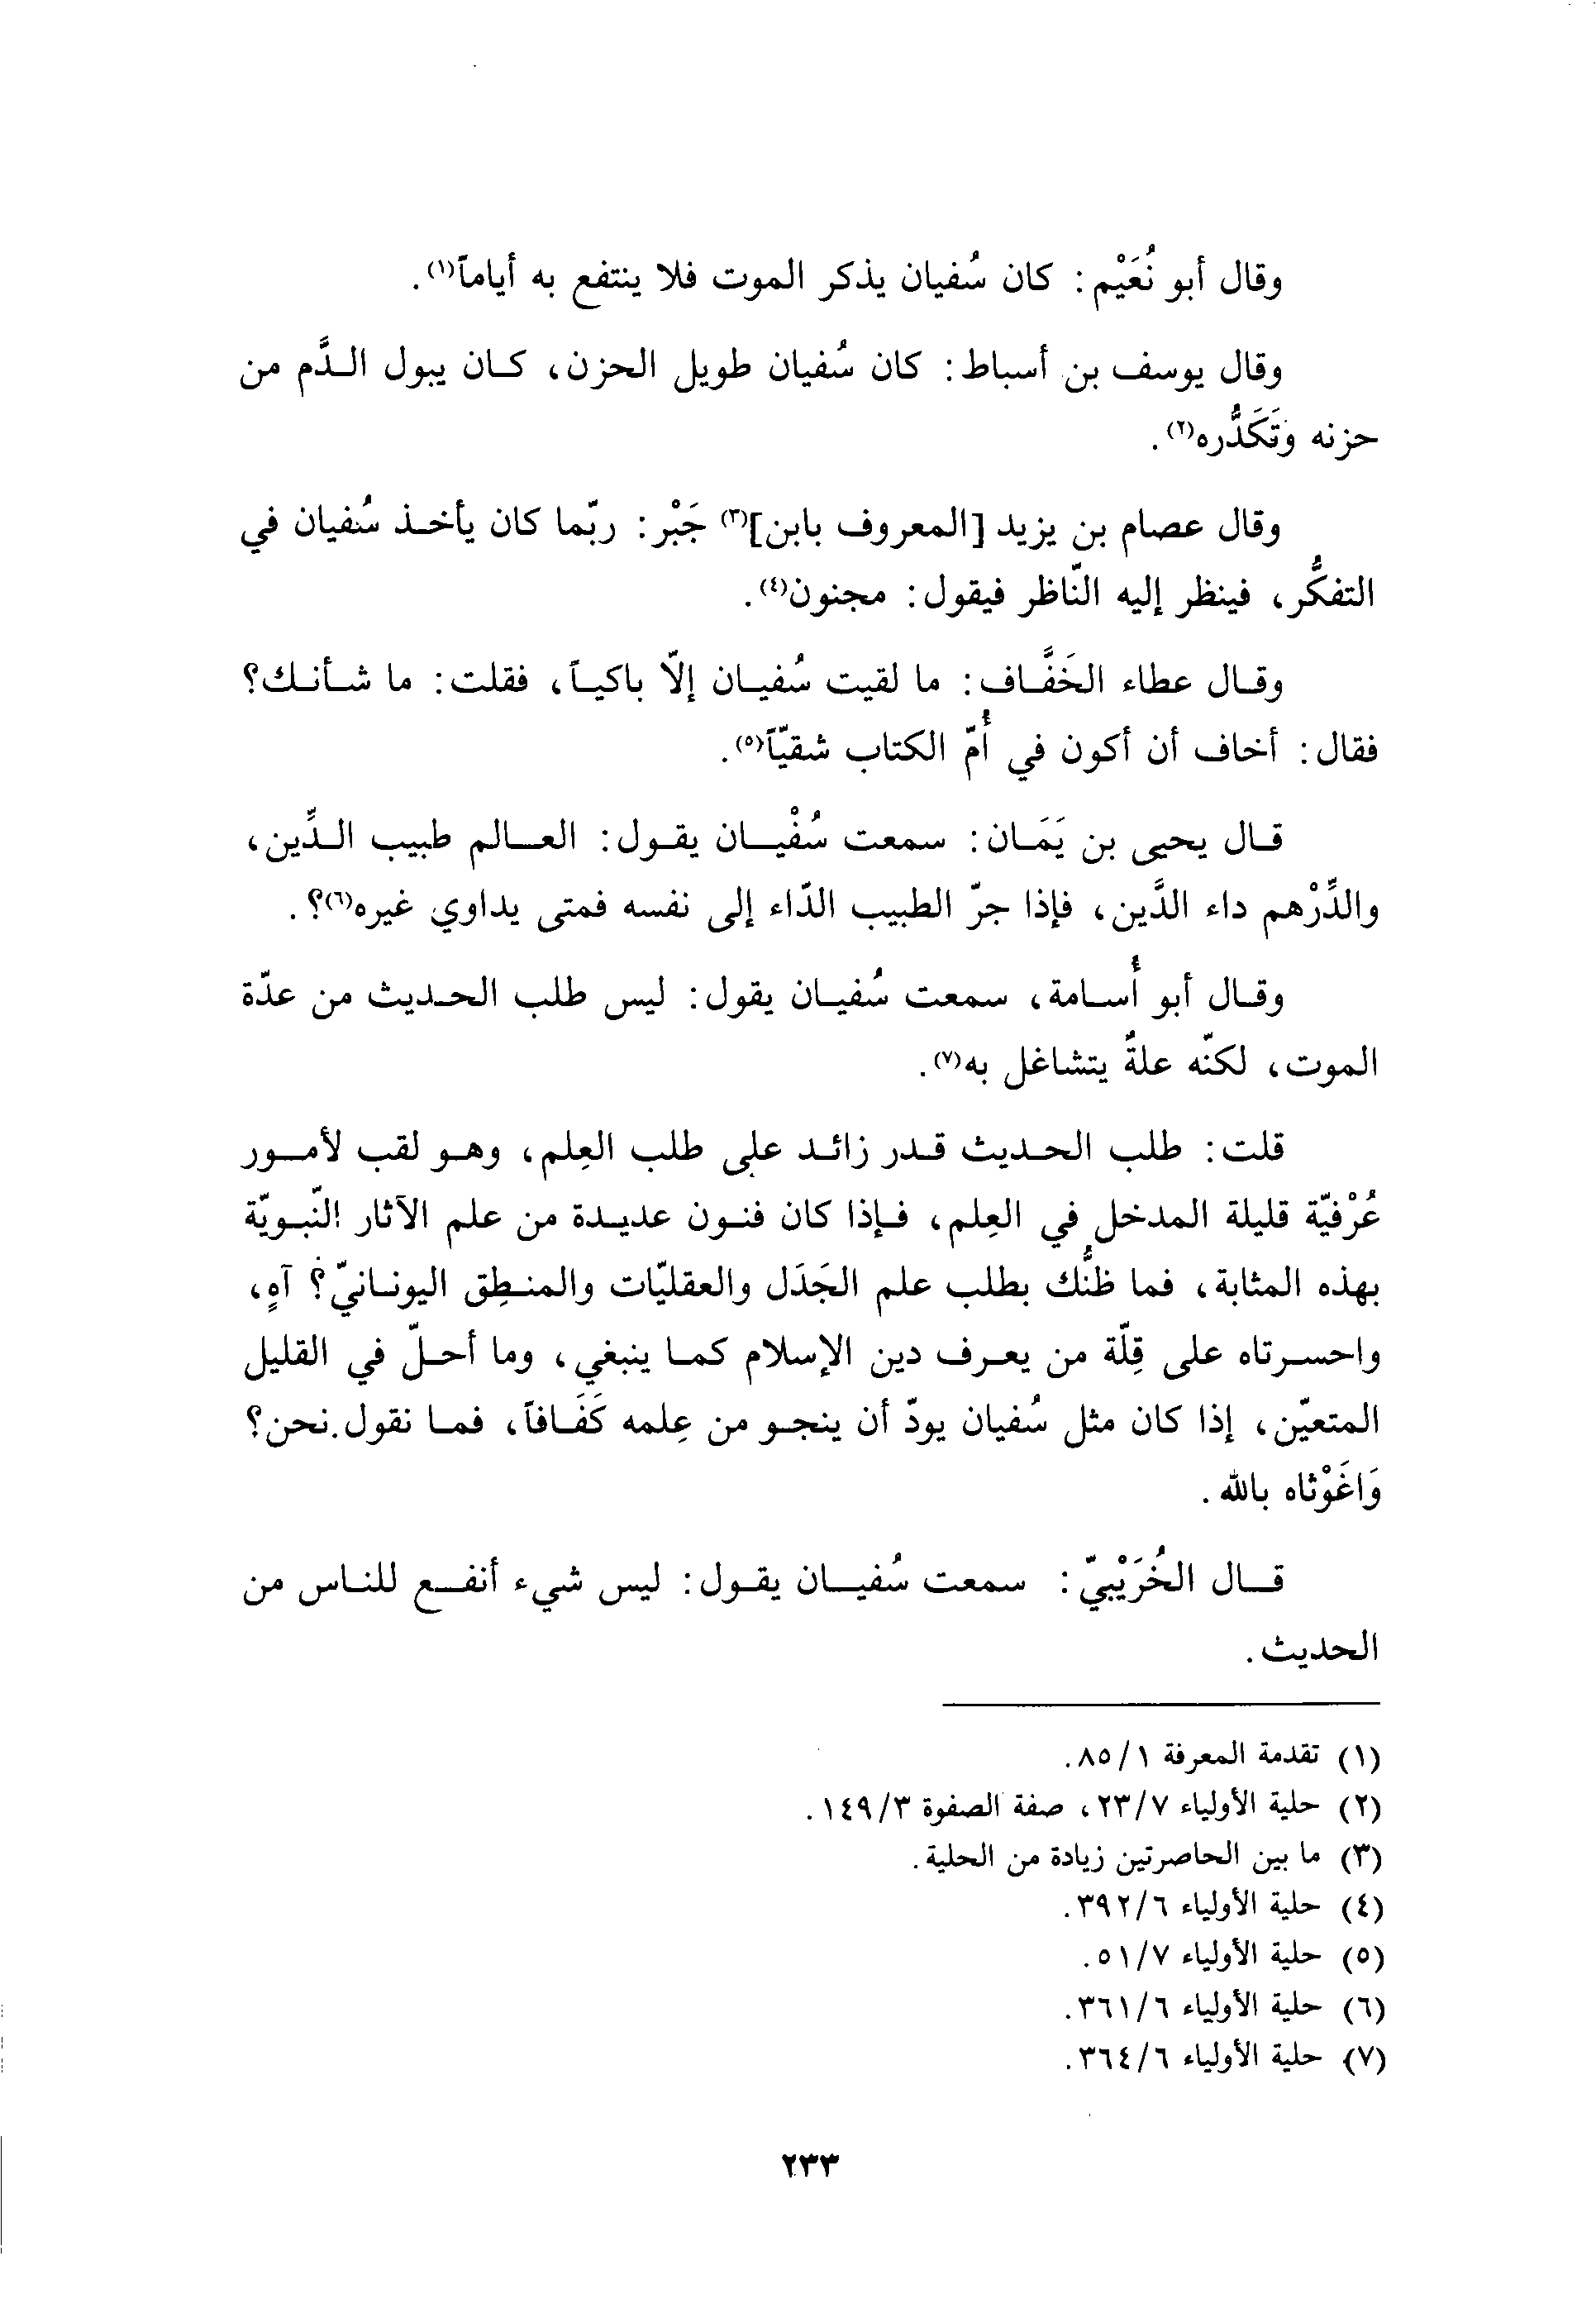 وقال أبو نُعَيْم: كان سُفيان يذكر الموت فلا ينتفع به أياماً(١).
وقال يوسف بن أسباط: كان سُفيان طويل الحزن، كان يبول الدَّم من
حزنه وَتَكَدُّره(٢).
وقال عصام بن يزيد [المعروف بابن](٣) جَبْر: ربّما كان يأخذ سُفيان في
التفكُّر، فينظر إليه النّاظر فيقول: مجنون(٤).
وقال عطاء الخَفَّاف: ما لقيت سُفيان إلّا باكياً، فقلت: ما شأنك؟
فقال: أخاف أن أكون في أُمّ الكتاب شقيّاً(٥).
قال يحيى بن يَمَان: سمعت سُفْيان يقول: العالم طبيب الدِّين،
والدِّرْهم داء الدَّين، فإذا جرّ الطبيب الدّاء إلى نفسه فمتى يداوي غيره(٦)؟.
وقال أبو أُسامة، سمعت سُفيان يقول: ليس طلب الحديث من عدّة
الموت، لكنّه علةٌ يتشاغل به(٧).
قلت: طلب الحديث قدر زائد على طلب العِلم، وهو لقب لأمور
عُرْفيّة قليلة المدخل في العِلم، فإذا كان فنون عديدة من علم الآثار النّبويّة
بهذه المثابة، فما ظنُّك بطلب علم الجَدَل والعقليّات والمنطِق اليونانيّ؟ آهٍ،
واحسرتاه على قِلّة من يعرف دين الإسلام كما ينبغي، وما أحلّ في القليل
المتعيّن، إذا كان مثل سُفيان يودّ أن ينجو من عِلمه كَفَافاً، فما نقول نحن؟
وَاغَوْثاه بالله.
قال الخُرَيْبيّ: سمعت سُفيان يقول: ليس شيء أنفع للناس من
الحديث.
(١) تقدمة المعرفة ١/ ٨٥.
(٢) حلية الأولياء ٢٣/٧، صفة الصفوة ١٤٩/٣.
(٣) ما بين الحاصرتين زيادة من الحلية.
(٤) حلية الأولياء ٣٩٢/٦.
(٥) حلية الأولياء ٥١/٧.
(٦) حلية الأولياء ٣٦١/٦.
(٧) حلية الأولياء ٣٦٤/٦.
٢٣٣